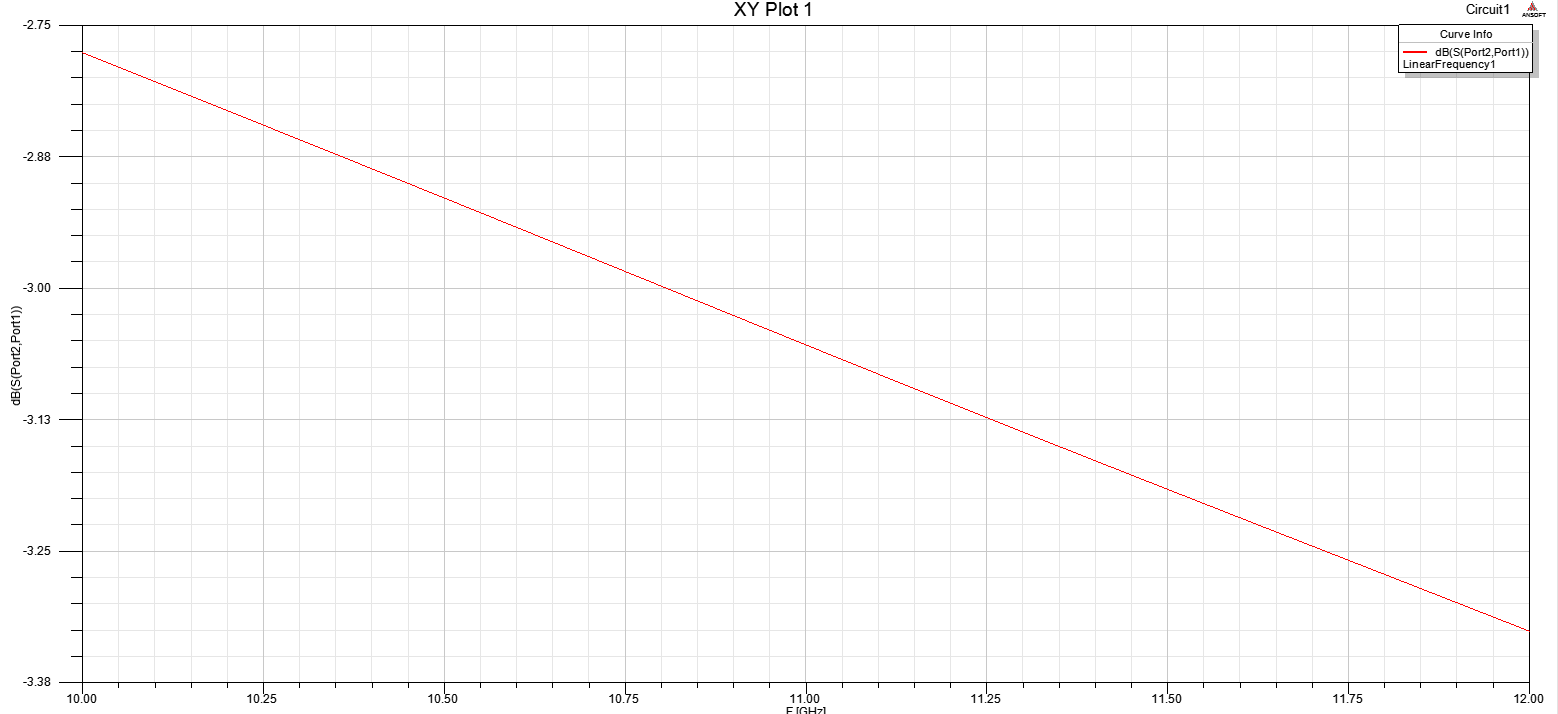 XY Plot 1
Circuit1
ANSOFT
Curve Info
dB(S(Port2,Port1))
LinearFrequency1
-2.75
-2.88
-3.00
-3.13
-3.25
-3.38
dB(S(Port2,Port1))
10.00 10.25 10.50 10.75 11.00 11.25 11.50 11.75 12.00
F [GHz]